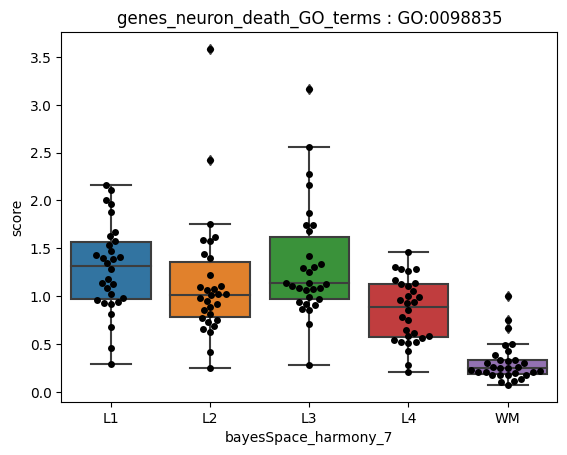 genes_neuron_death_GO_terms : GO:0098835
3.5
3.0
2.5
2.0
1.5
1.0
0.5
0.0
score
L1 L2 L3 L4 WM
bayesSpace_harmony_7